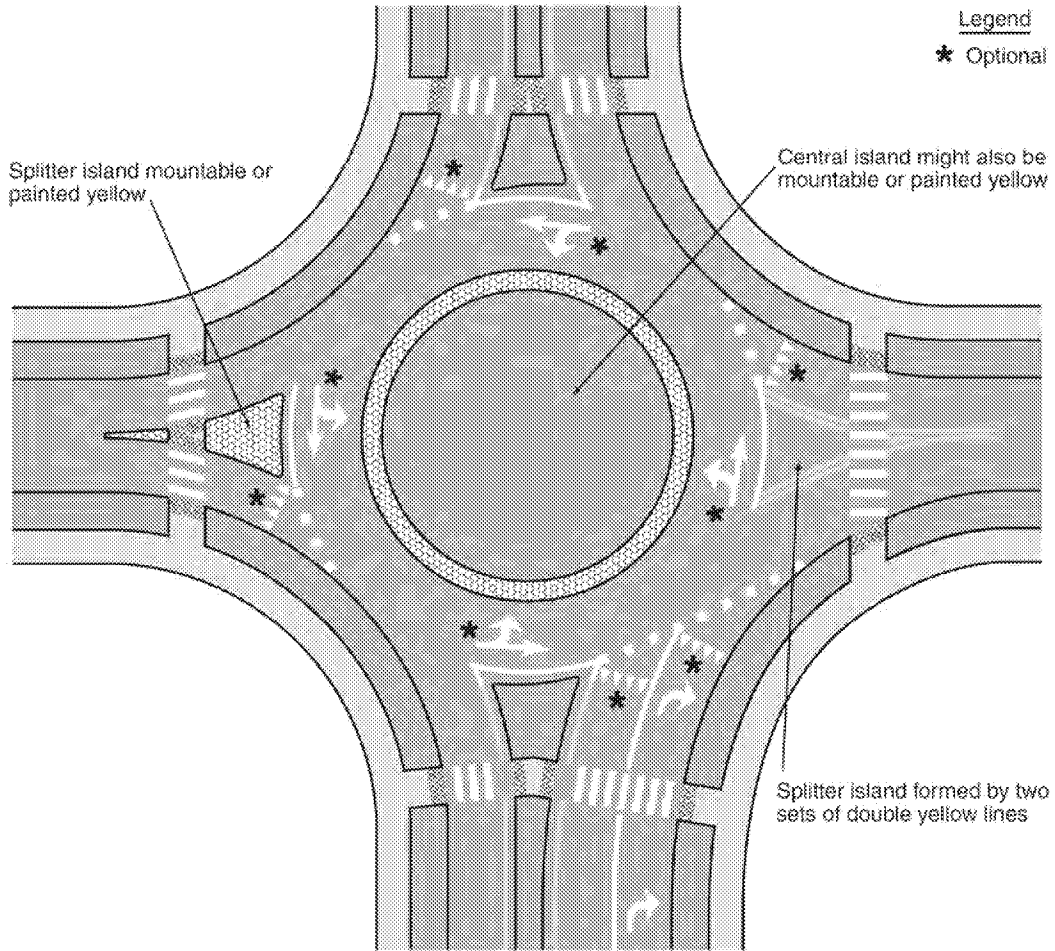 Legend
* Optional
Splitter island mountable or
painted yellow
Central island might also be
mountable or painted yellow
Splitter island formed by two
sets of double yellow lines